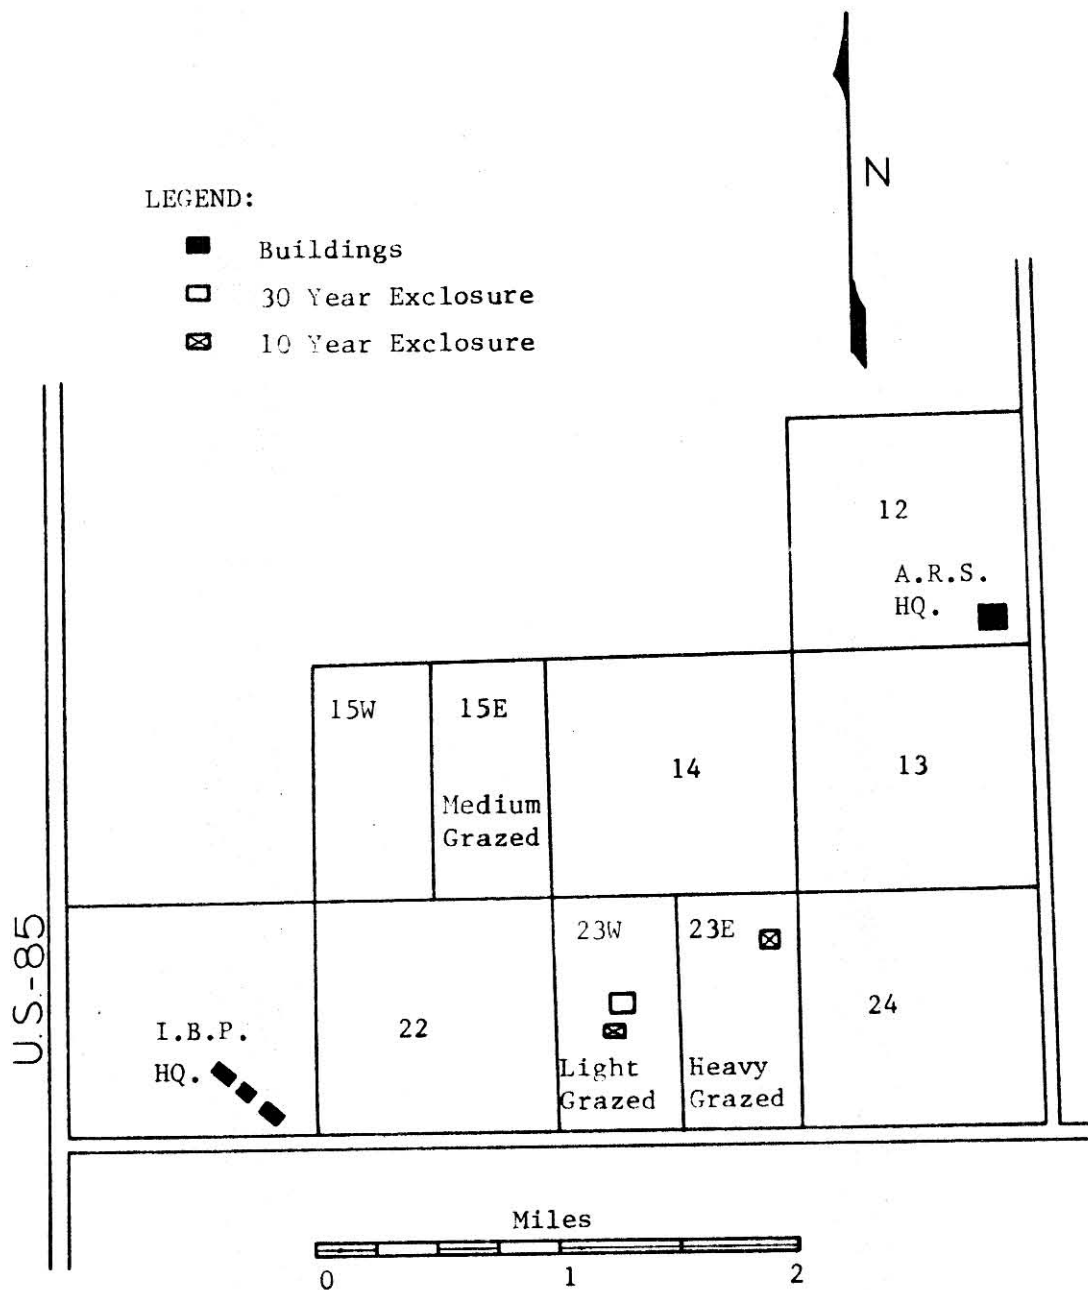 N
LEGEND:
Buildings
30 Year Exclosure
10 Year Exclosure
12
A.R.S.
HQ.
15W
15E
14
13
Medium
Grazed
U.S.-85
23W
23E
I.B.P.
HQ.
22
24
Light
Grazed
Heavy
Grazed
Miles
0
1
2